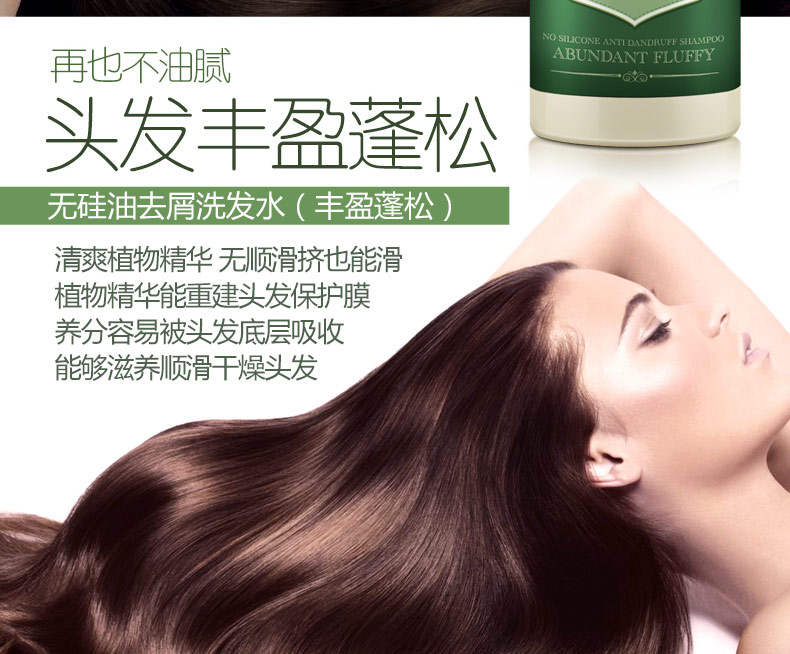 NO SILICONE ANTI-DANDRUFF SHAMPOO
ABUNDANT FLUFFY
再也不油腻
头发丰盈蓬松
无硅油去屑洗发水（丰盈蓬松）
清爽植物精华 无顺滑挤也能滑
植物精华能重建头发保护膜
养分容易被头发底层吸收
能够滋养顺滑干燥头发